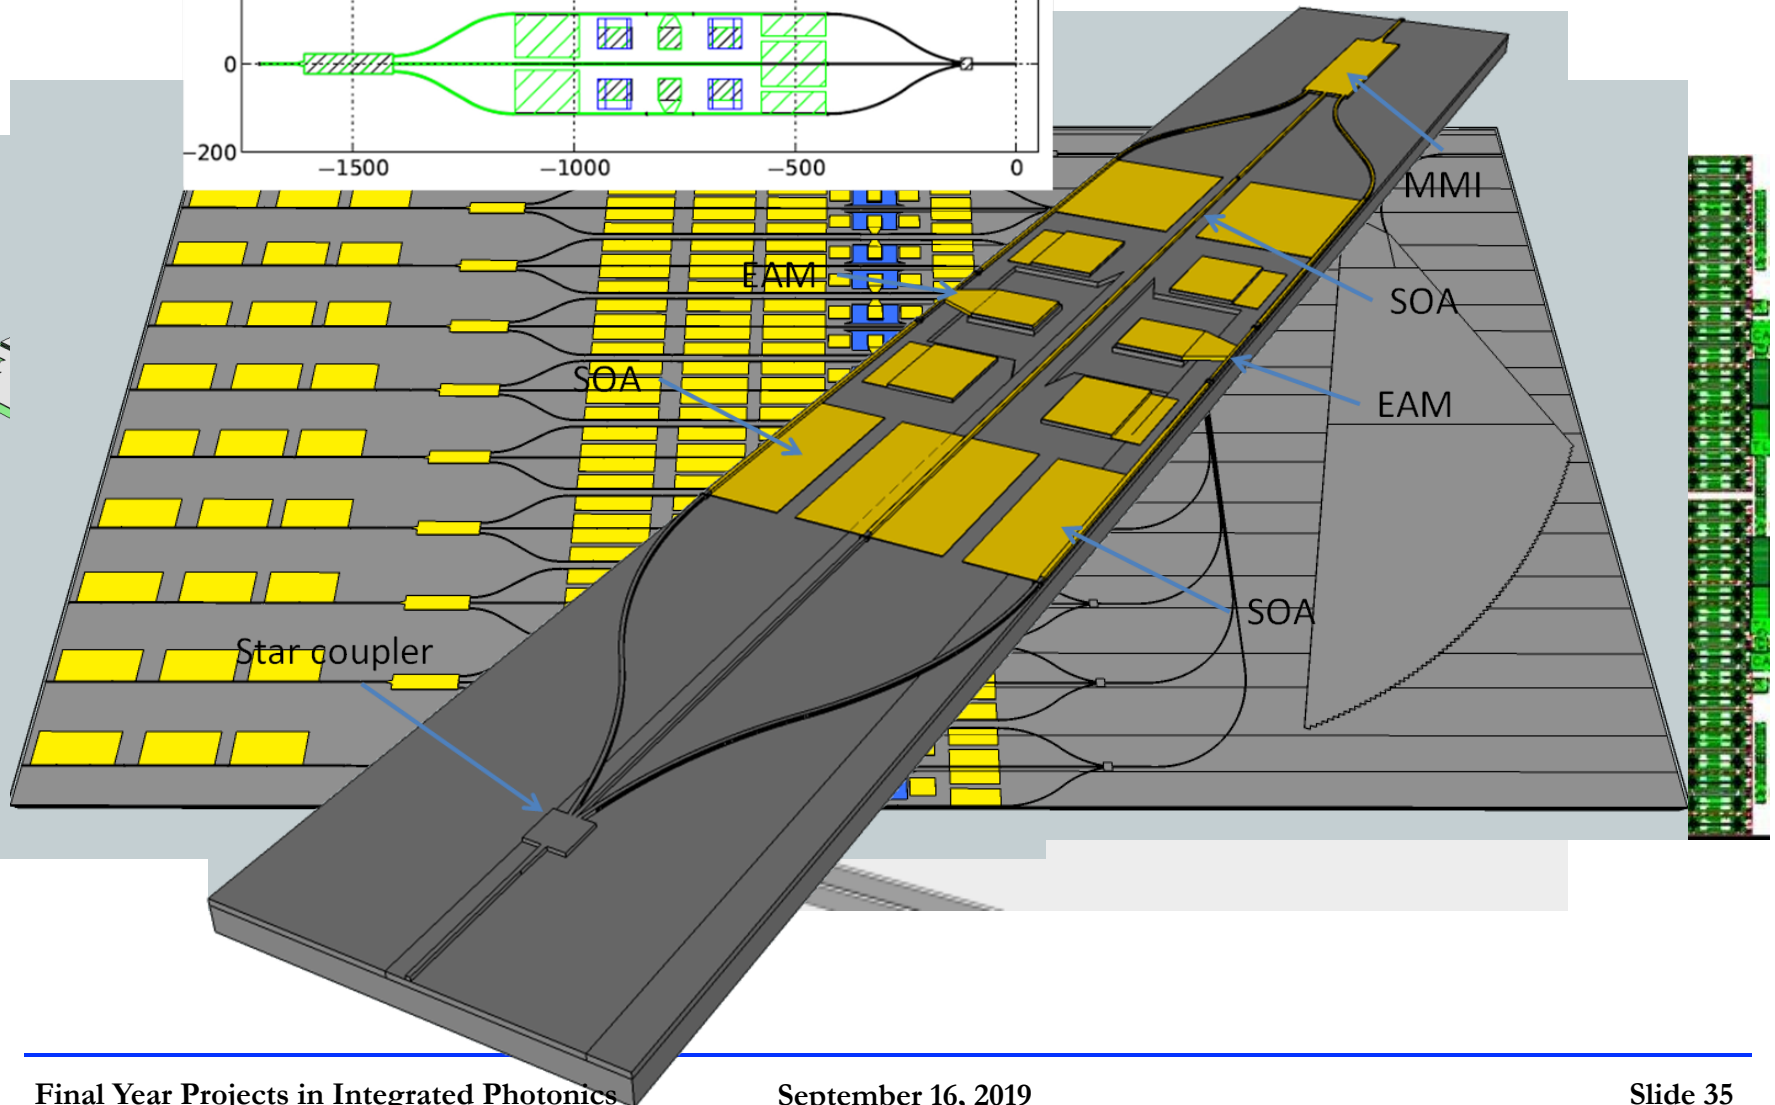 0
−200
−1500
−1000
−500
0
MMI
EAM
SOA
SOA
EAM
SOA
Star coupler
Final Year Projects in Integrated Photonics
September 16, 2019
Slide 35